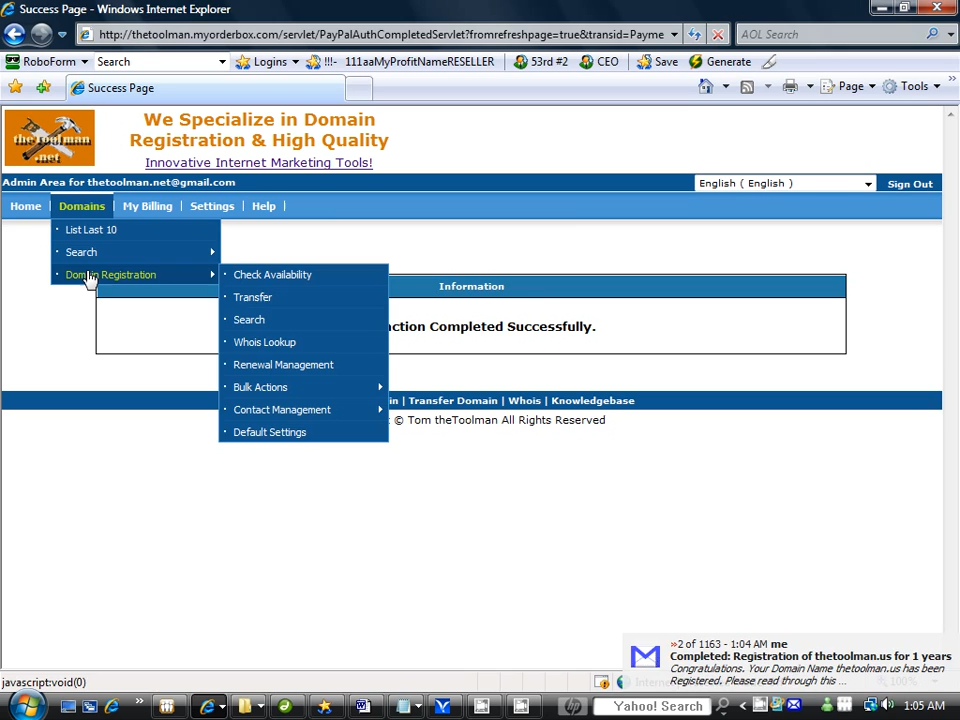 Success Page - Windows Internet Explorer
http://thetoolman.myorderbox.com/servlet/PayPalAuthCompletedServlet?fromrefreshpage=true&transid=Payme
AOL Search
RoboForm Search Logins !!!- 111aaMyProfitNameRESELLER 53rd #2 CEO Save Generate
Success Page
Page Tools
the toolman
.net
We Specialize in Domain
Registration & High Quality
Innovative Internet Marketing Tools!
Admin Area for thetoolman.net@gmail.com
English ( English ) Sign Out
Home Domains My Billing Settings Help
List Last 10
Search
Domain Registration
Check Availability
Transfer
Search
Whois Lookup
Renewal Management
Bulk Actions
Contact Management
Default Settings
Information
Completed Successfully.
| Transfer Domain | Whois | Knowledgebase
© Tom theToolman All Rights Reserved
»2 of 1163 - 1:04 AM me
Completed: Registration of thetoolman.us for 1 years
Congratulations. Your Domain Name thetoolman.us has been
Registered. Please read through this ...
javascript:void(0)
100%
hp
Yahoo! Search
1:05 AM